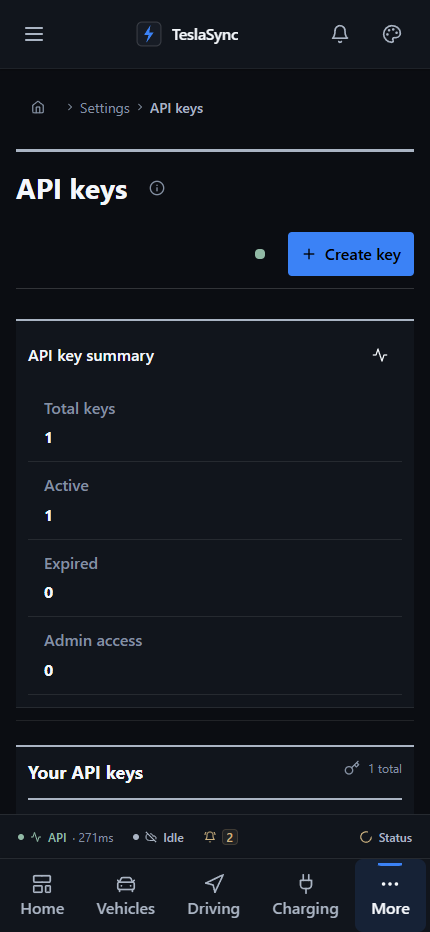 TeslaSync
Settings API keys
API keys
Create key
API key summary
Total keys
1
Active
1
Expired
0
Admin access
0
Your API keys 1 total
API · 271ms Idle 2 Status
Home Vehicles Driving Charging More